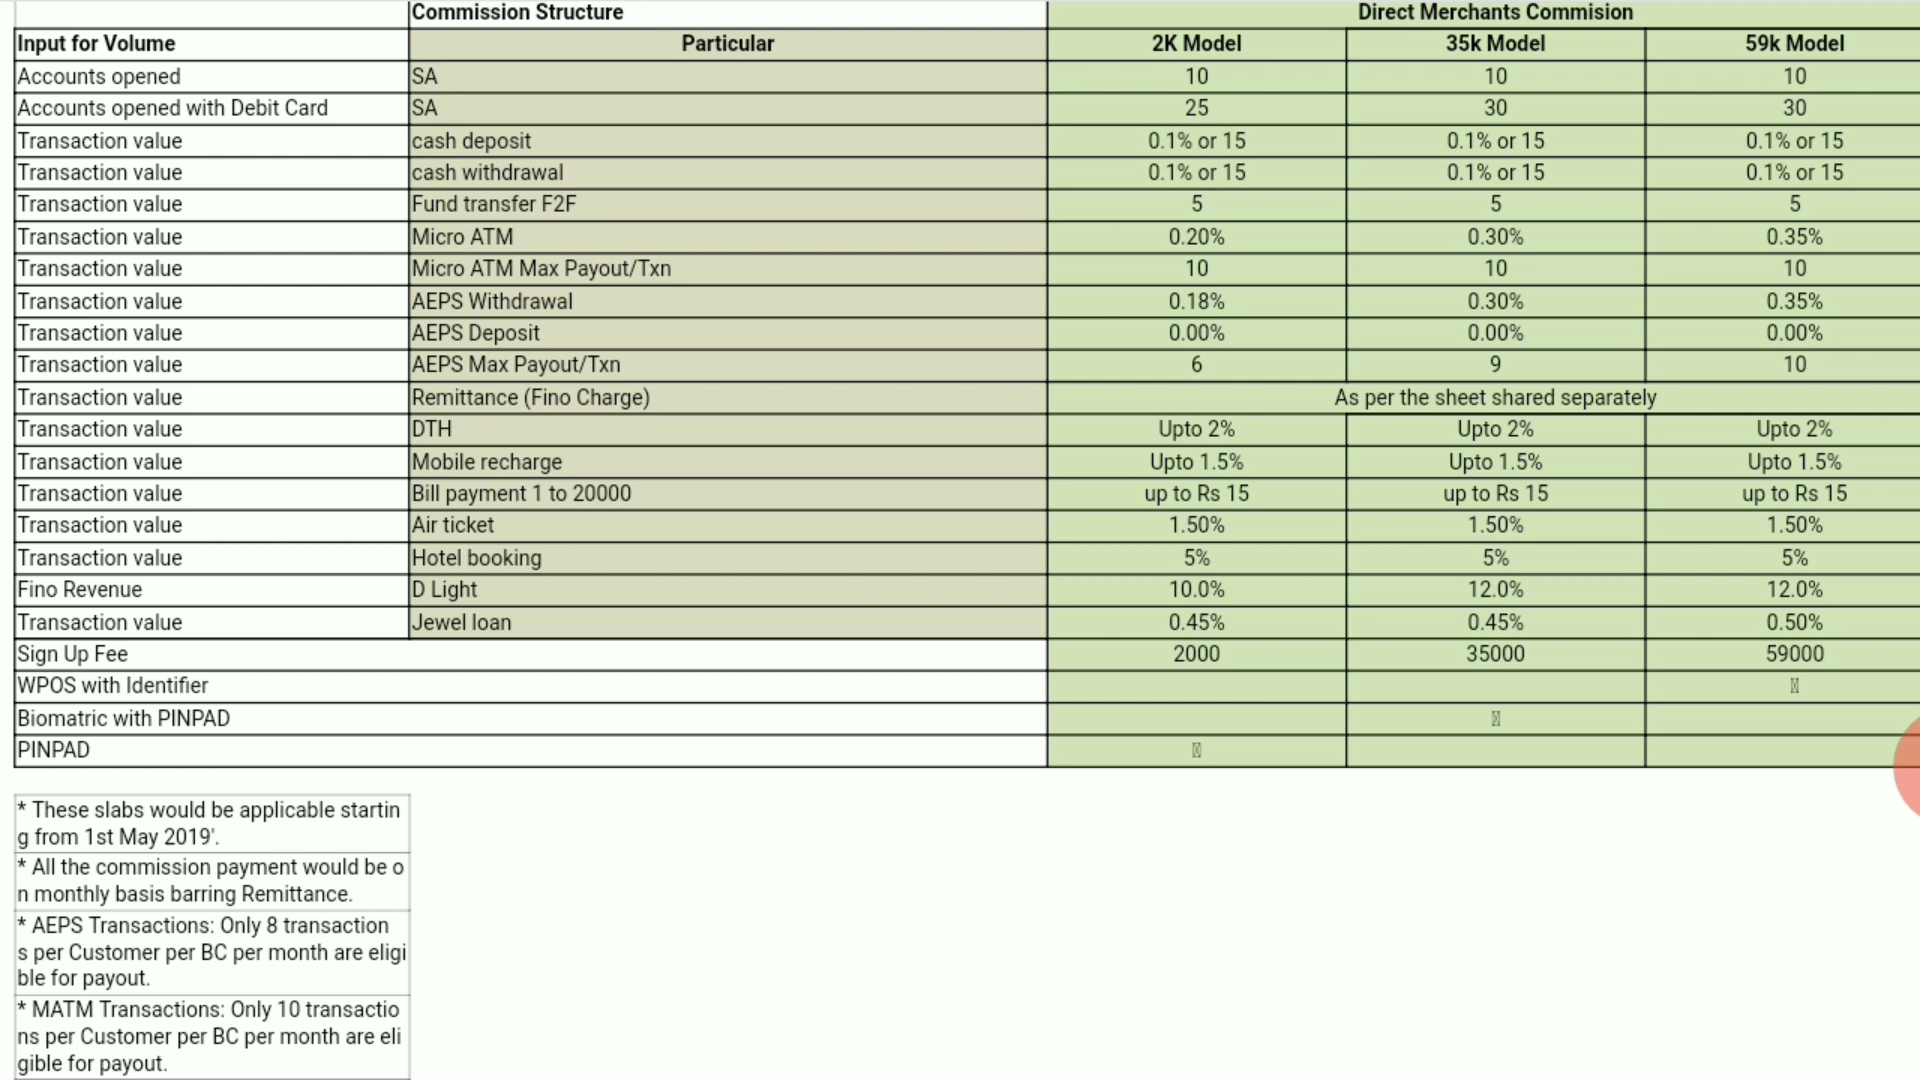 Commission Structure Direct Merchants Commision
Input for Volume Particular 2K Model 35k Model 59k Model
Accounts opened SA 10 10 10
Accounts opened with Debit Card SA 25 30 30
Transaction value cash deposit 0.1% or 15 0.1% or 15 0.1% or 15
Transaction value cash withdrawal 0.1% or 15 0.1% or 15 0.1% or 15
Transaction value Fund transfer F2F 5 5 5
Transaction value Micro ATM 0.20% 0.30% 0.35%
Transaction value Micro ATM Max Payout/Txn 10 10 10
Transaction value AEPS Withdrawal 0.18% 0.30% 0.35%
Transaction value AEPS Deposit 0.00% 0.00% 0.00%
Transaction value AEPS Max Payout/Txn 6 9 10
Transaction value Remittance (Fino Charge) As per the sheet shared separately
Transaction value DTH Upto 2% Upto 2% Upto 2%
Transaction value Mobile recharge Upto 1.5% Upto 1.5% Upto 1.5%
Transaction value Bill payment 1 to 20000 up to Rs 15 up to Rs 15 up to Rs 15
Transaction value Air ticket 1.50% 1.50% 1.50%
Transaction value Hotel booking 5% 5% 5%
Fino Revenue D Light 10.0% 12.0% 12.0%
Transaction value Jewel loan 0.45% 0.45% 0.50%
Sign Up Fee 2000 35000 59000
WPOS with Identifier
Biomatric with PINPAD
PINPAD
* These slabs would be applicable startin
g from 1st May 2019'.
* All the commission payment would be o
n monthly basis barring Remittance.
* AEPS Transactions: Only 8 transaction
s per Customer per BC per month are eligi
ble for payout.
* MATM Transactions: Only 10 transactio
ns per Customer per BC per month are eli
gible for payout.